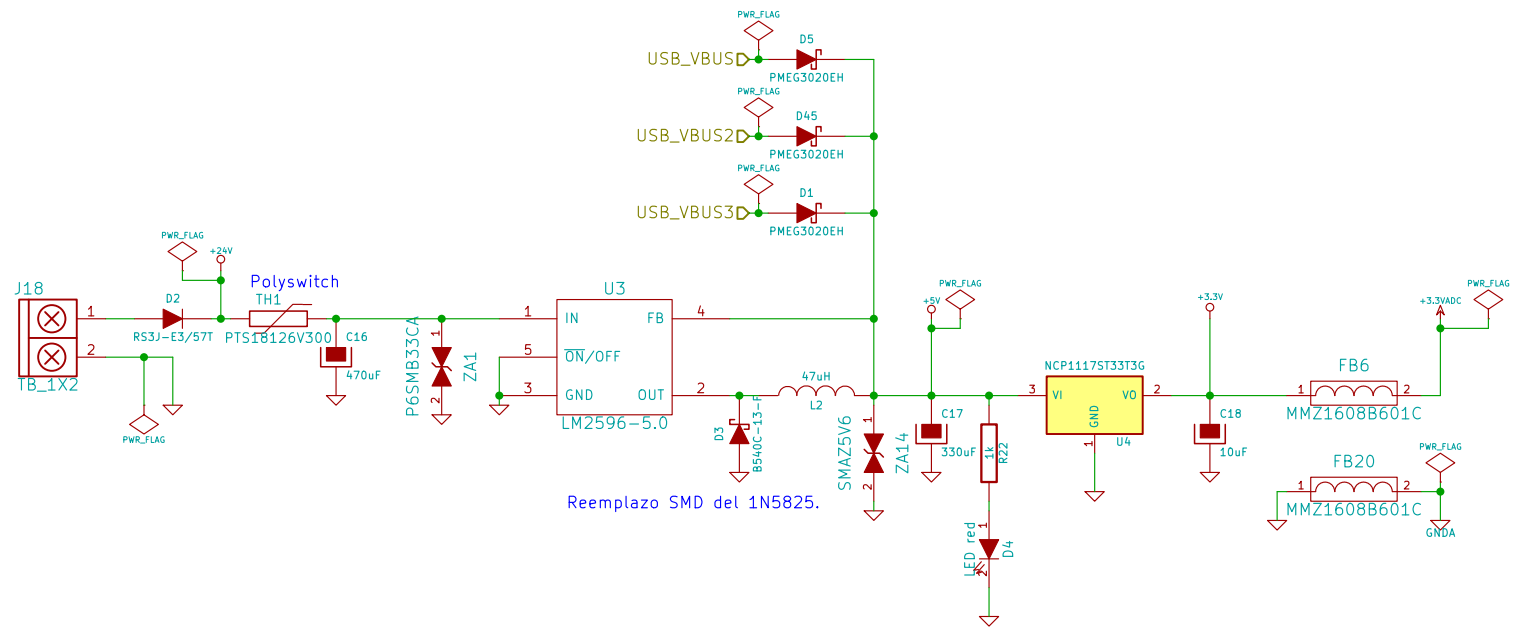 PWR_FLAG
D5
USB_VBUS
PMEG3020EH
PWR_FLAG
D45
USB_VBUS2
PMEG3020EH
PWR_FLAG
D1
USB_VBUS3
PMEG3020EH
PWR_FLAG
+24V
Polyswitch
J18
D2
TH1
1
RS3J-E3/57T
PTS18126V300
2
TB_1X2
PWR_FLAG
C16
470uF
P6SMB33CA
1
2
ZA1
U3
1
IN
FB
4
5
ON/OFF
3
GND
OUT
2
LM2596-5.0
D3
B540C-13-F
47uH
L2
Reemplazo SMD del 1N5825.
SMAZ5V6
1
2
ZA14
PWR_FLAG
+5V
C17
330uF
1k
R22
LED red
1
2
D4
NCP1117ST33T3G
3
VI
VO
2
GND
1
U4
+3.3V
C18
10uF
PWR_FLAG
+3.3VADC
FB6
1
2
MMZ1608B601C
PWR_FLAG
FB20
1
2
MMZ1608B601C
GNDA